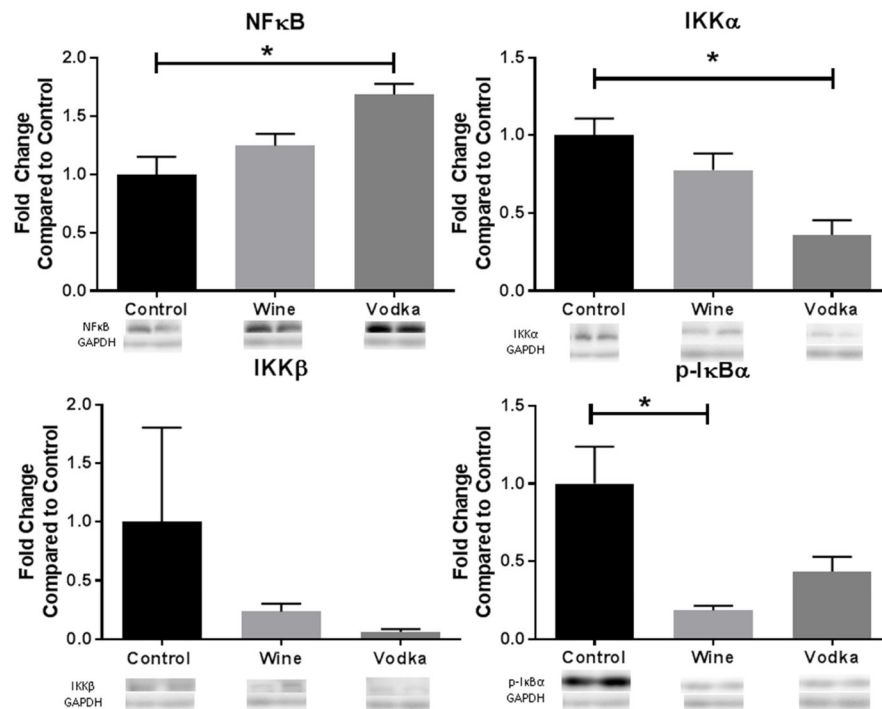 NFκB
Fold Change
Compared to Control
2.0
1.5
1.0
0.5
0.0
*
Control Wine Vodka
NFκB
GAPDH
IKKα
Fold Change
Compared to Control
1.5
1.0
0.5
0.0
*
Control Wine Vodka
IKKα
GAPDH
IKKβ
Fold Change
Compared to Control
2.0
1.5
1.0
0.5
0.0
Control Wine Vodka
IKKβ
GAPDH
p-IκBα
Fold Change
Compared to Control
1.5
1.0
0.5
0.0
*
Control Wine Vodka
p-IκBα
GAPDH